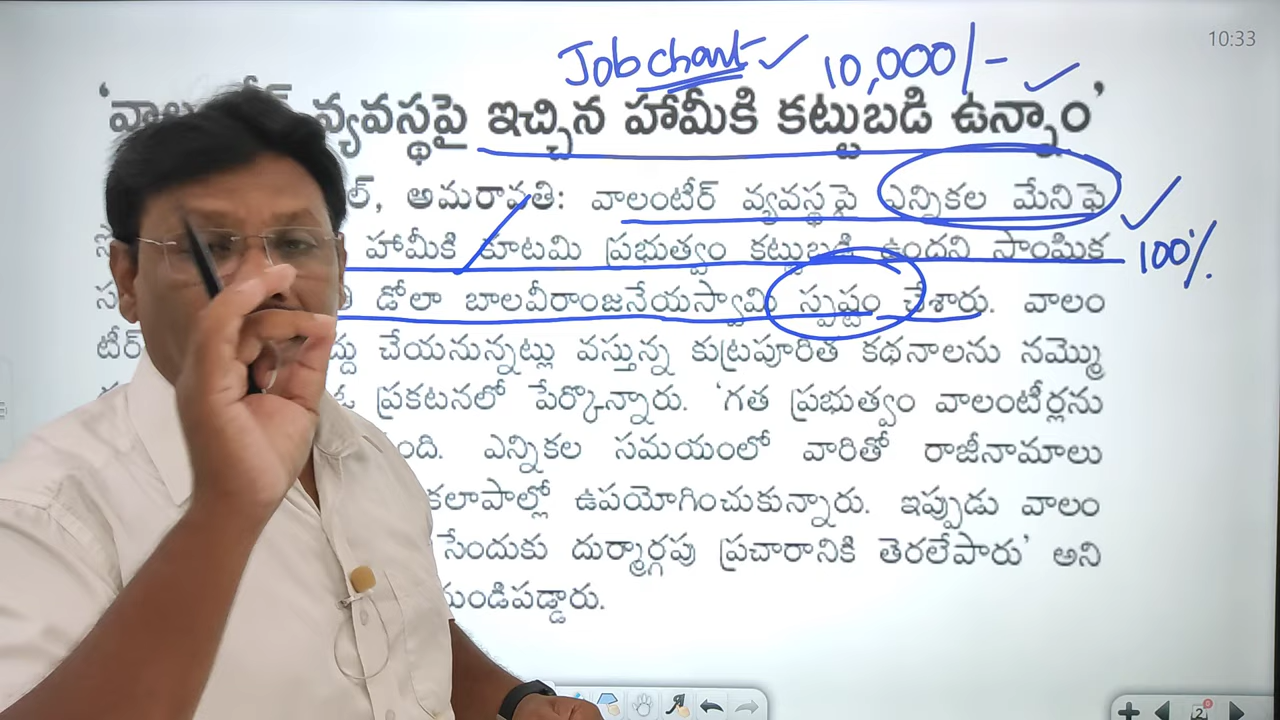 10:33
Job chart ✓ 10,000/- ✓
వ్యవస్థపై ఇచ్చిన హామీకి కట్టుబడి ఉన్నాం'
అమరావతి: వాలంటీర్ వ్యవస్థపై ఎన్నికల మేనిఫె ✓
హామీకి కూటమి ప్రభుత్వం కట్టుబడి ఉందని సాంఘిక 100%.
డోలా బాలవీరాంజనేయస్వామి స్పష్టం చేశారు. వాలం
టీర్ చేయనున్నట్లు వస్తున్న కుట్రపూరిత కథనాలను నమ్మొ
ప్రకటనలో పేర్కొన్నారు. 'గత ప్రభుత్వం వాలంటీర్లను
ఎన్నికల సమయంలో వారితో రాజీనామాలు
ఉపయోగించుకున్నారు. ఇప్పుడు వాలం
దుర్మార్గపు ప్రచారానికి తెరలేపారు' అని
2